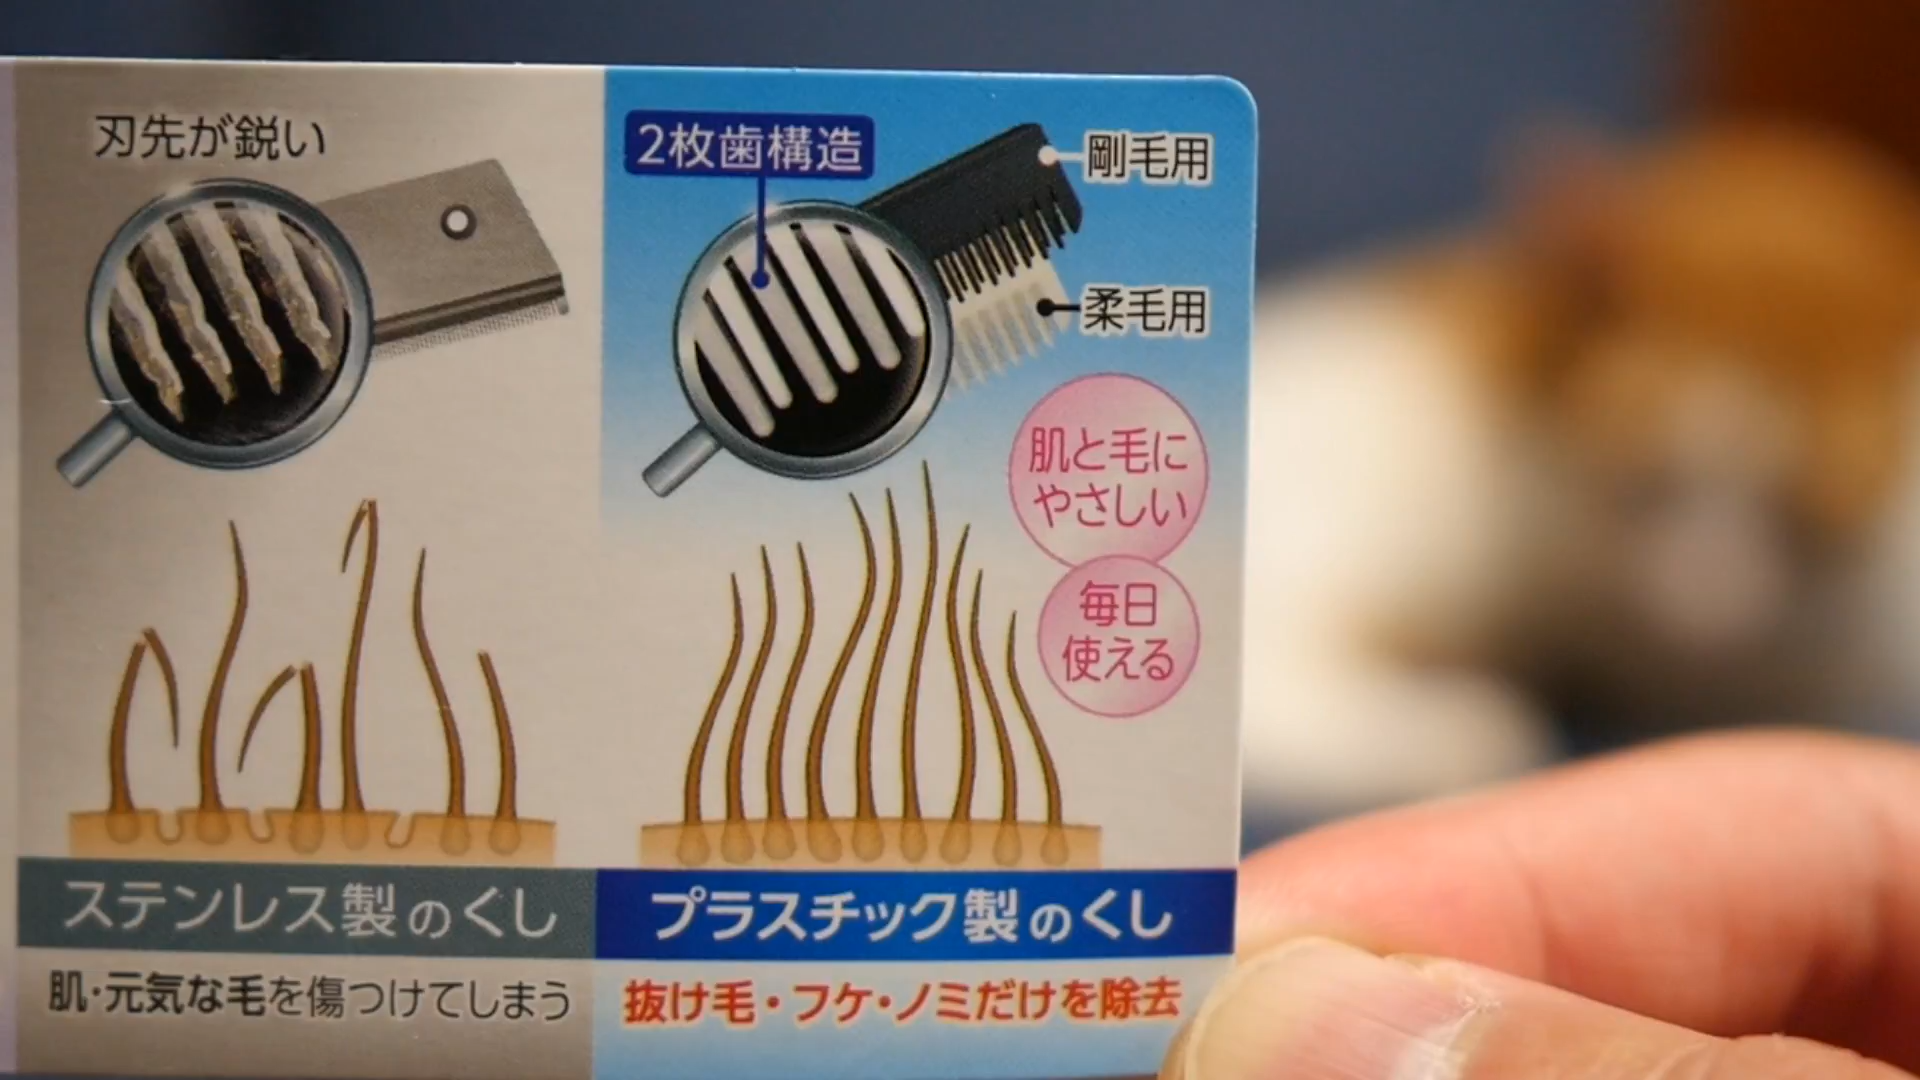 刃先が鋭い
ステンレス製のくし
肌・元気な毛を傷つけてしまう
2枚歯構造
剛毛用
柔毛用
肌と毛に
やさしい
毎日
使える
プラスチック製のくし
抜け毛・フケ・ノミだけを除去